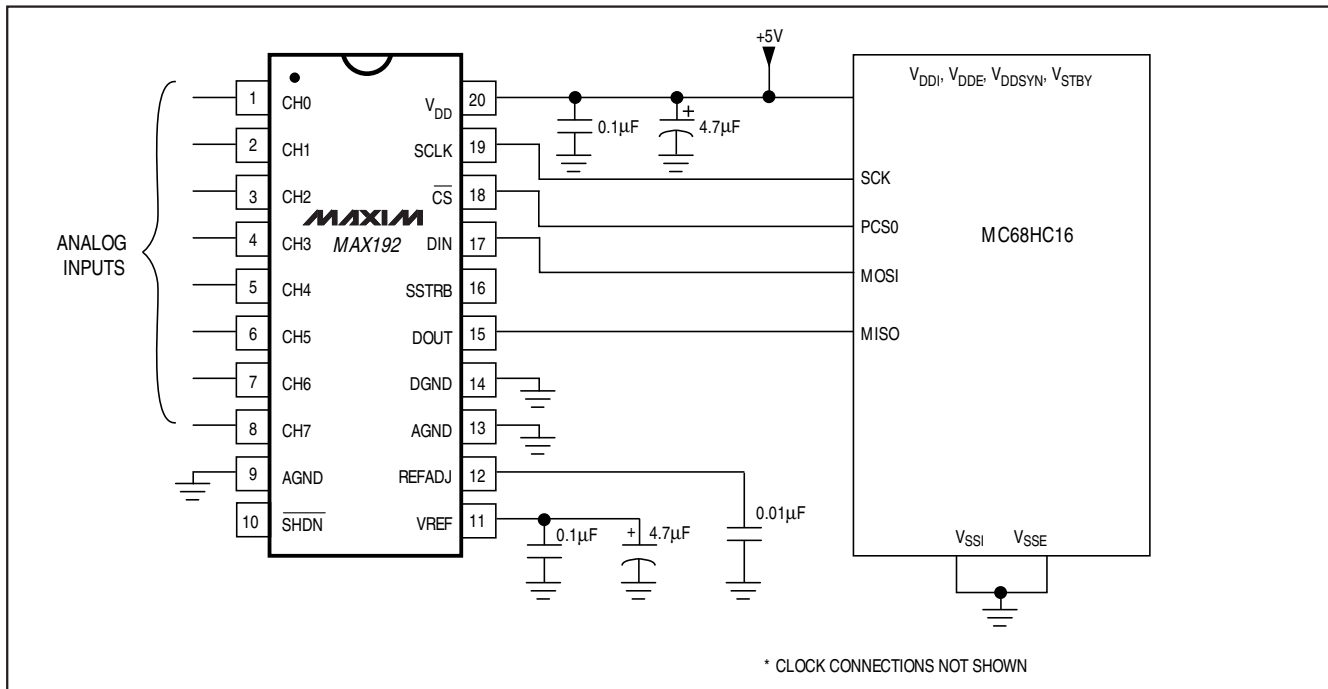 +5V
VDDI, VDDE, VDDSYN, VSTBY
1 CH0
VDD 20
0.1µF
+
4.7µF
2 CH1
SCLK 19
SCK
3 CH2
CS 18
PCS0
MAXIM
MAX192
MC68HC16
ANALOG
INPUTS
4 CH3
DIN 17
MOSI
5 CH4
SSTRB 16
6 CH5
DOUT 15
MISO
7 CH6
DGND 14
8 CH7
AGND 13
9 AGND
REFADJ 12
0.01µF
10 SHDN
VREF 11
0.1µF
+
4.7µF
VSSI VSSE
* CLOCK CONNECTIONS NOT SHOWN